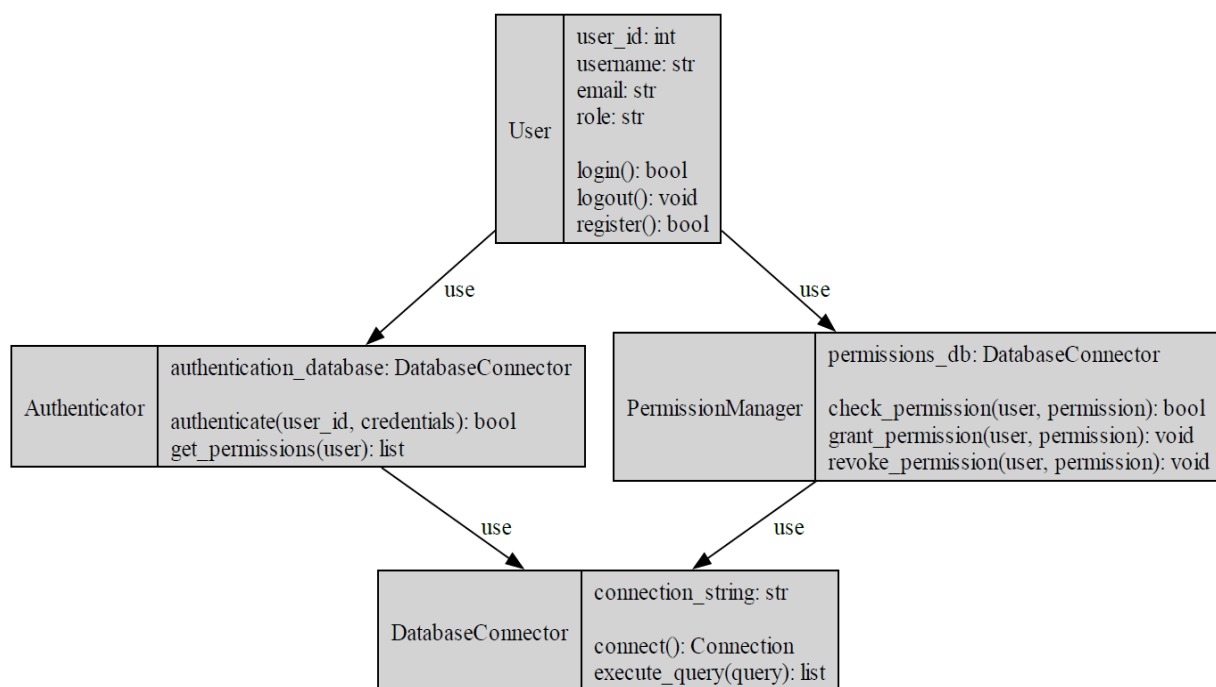 User
user_id: int
username: str
email: str
role: str
login(): bool
logout(): void
register(): bool
use
use
Authenticator
authentication_database: DatabaseConnector
authenticate(user_id, credentials): bool
get_permissions(user): list
PermissionManager
permissions_db: DatabaseConnector
check_permission(user, permission): bool
grant_permission(user, permission): void
revoke_permission(user, permission): void
use
use
DatabaseConnector
connection_string: str
connect(): Connection
execute_query(query): list